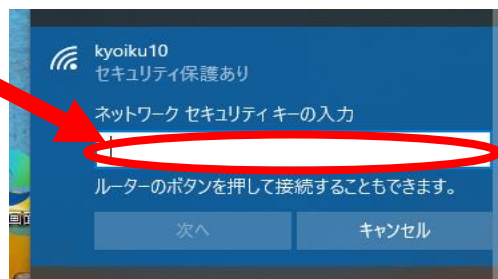 kyoiku10
セキュリティ保護あり
ネットワーク セキュリティ キーの入力
ルーターのボタンを押して接続することもできます。
次へ
キャンセル